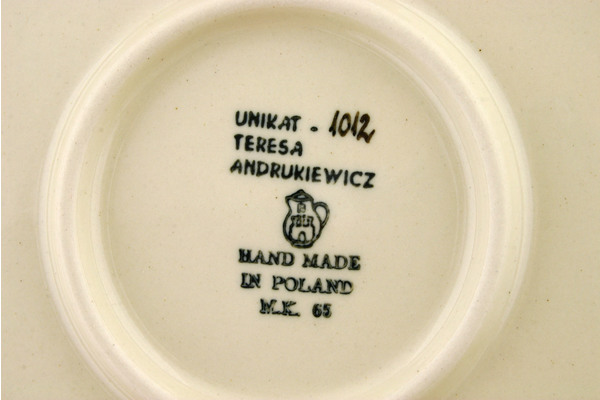 UNIKAT - 1012
TERESA
ANDRUKIEWICZ
HAND MADE
IN POLAND
M.K. 65